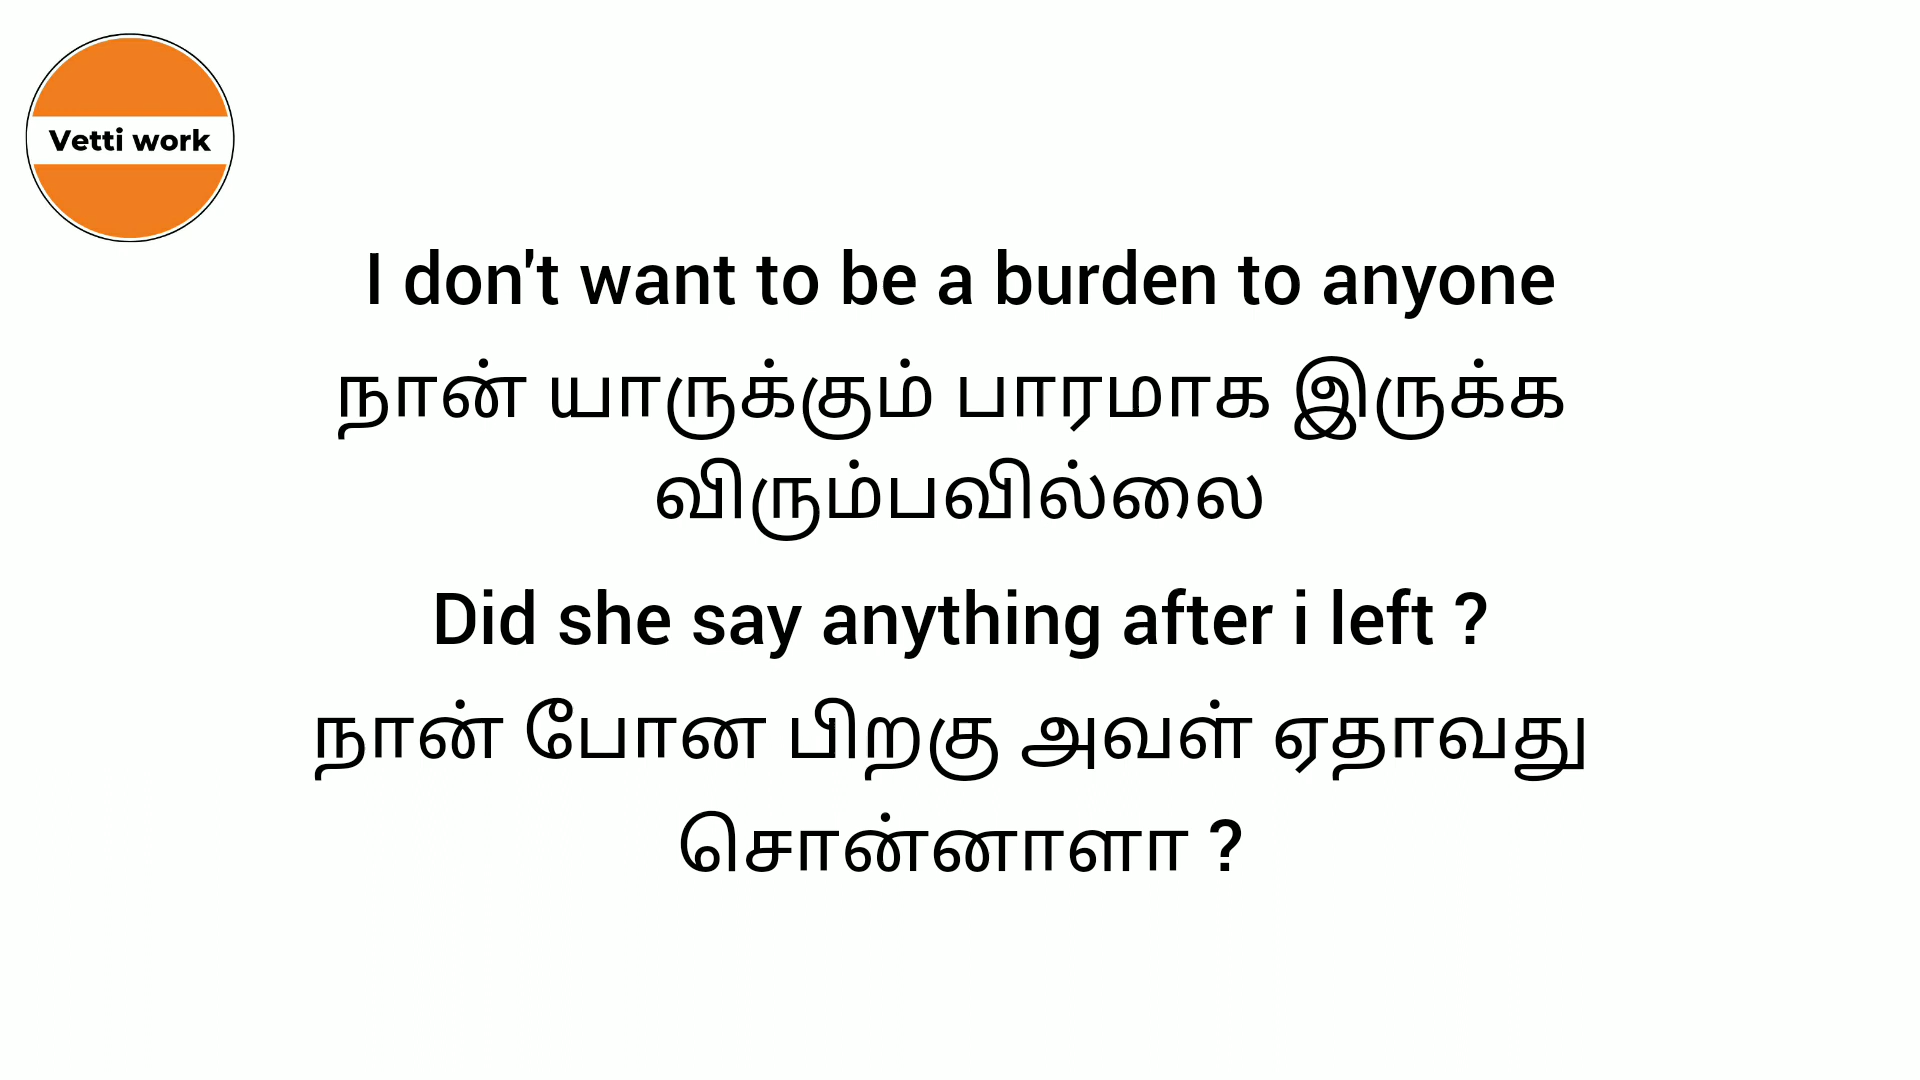 Vetti work
I don't want to be a burden to anyone
நான் யாருக்கும் பாரமாக இருக்க
விரும்பவில்லை
Did she say anything after i left ?
நான் போன பிறகு அவள் ஏதாவது
சொன்னாளா ?